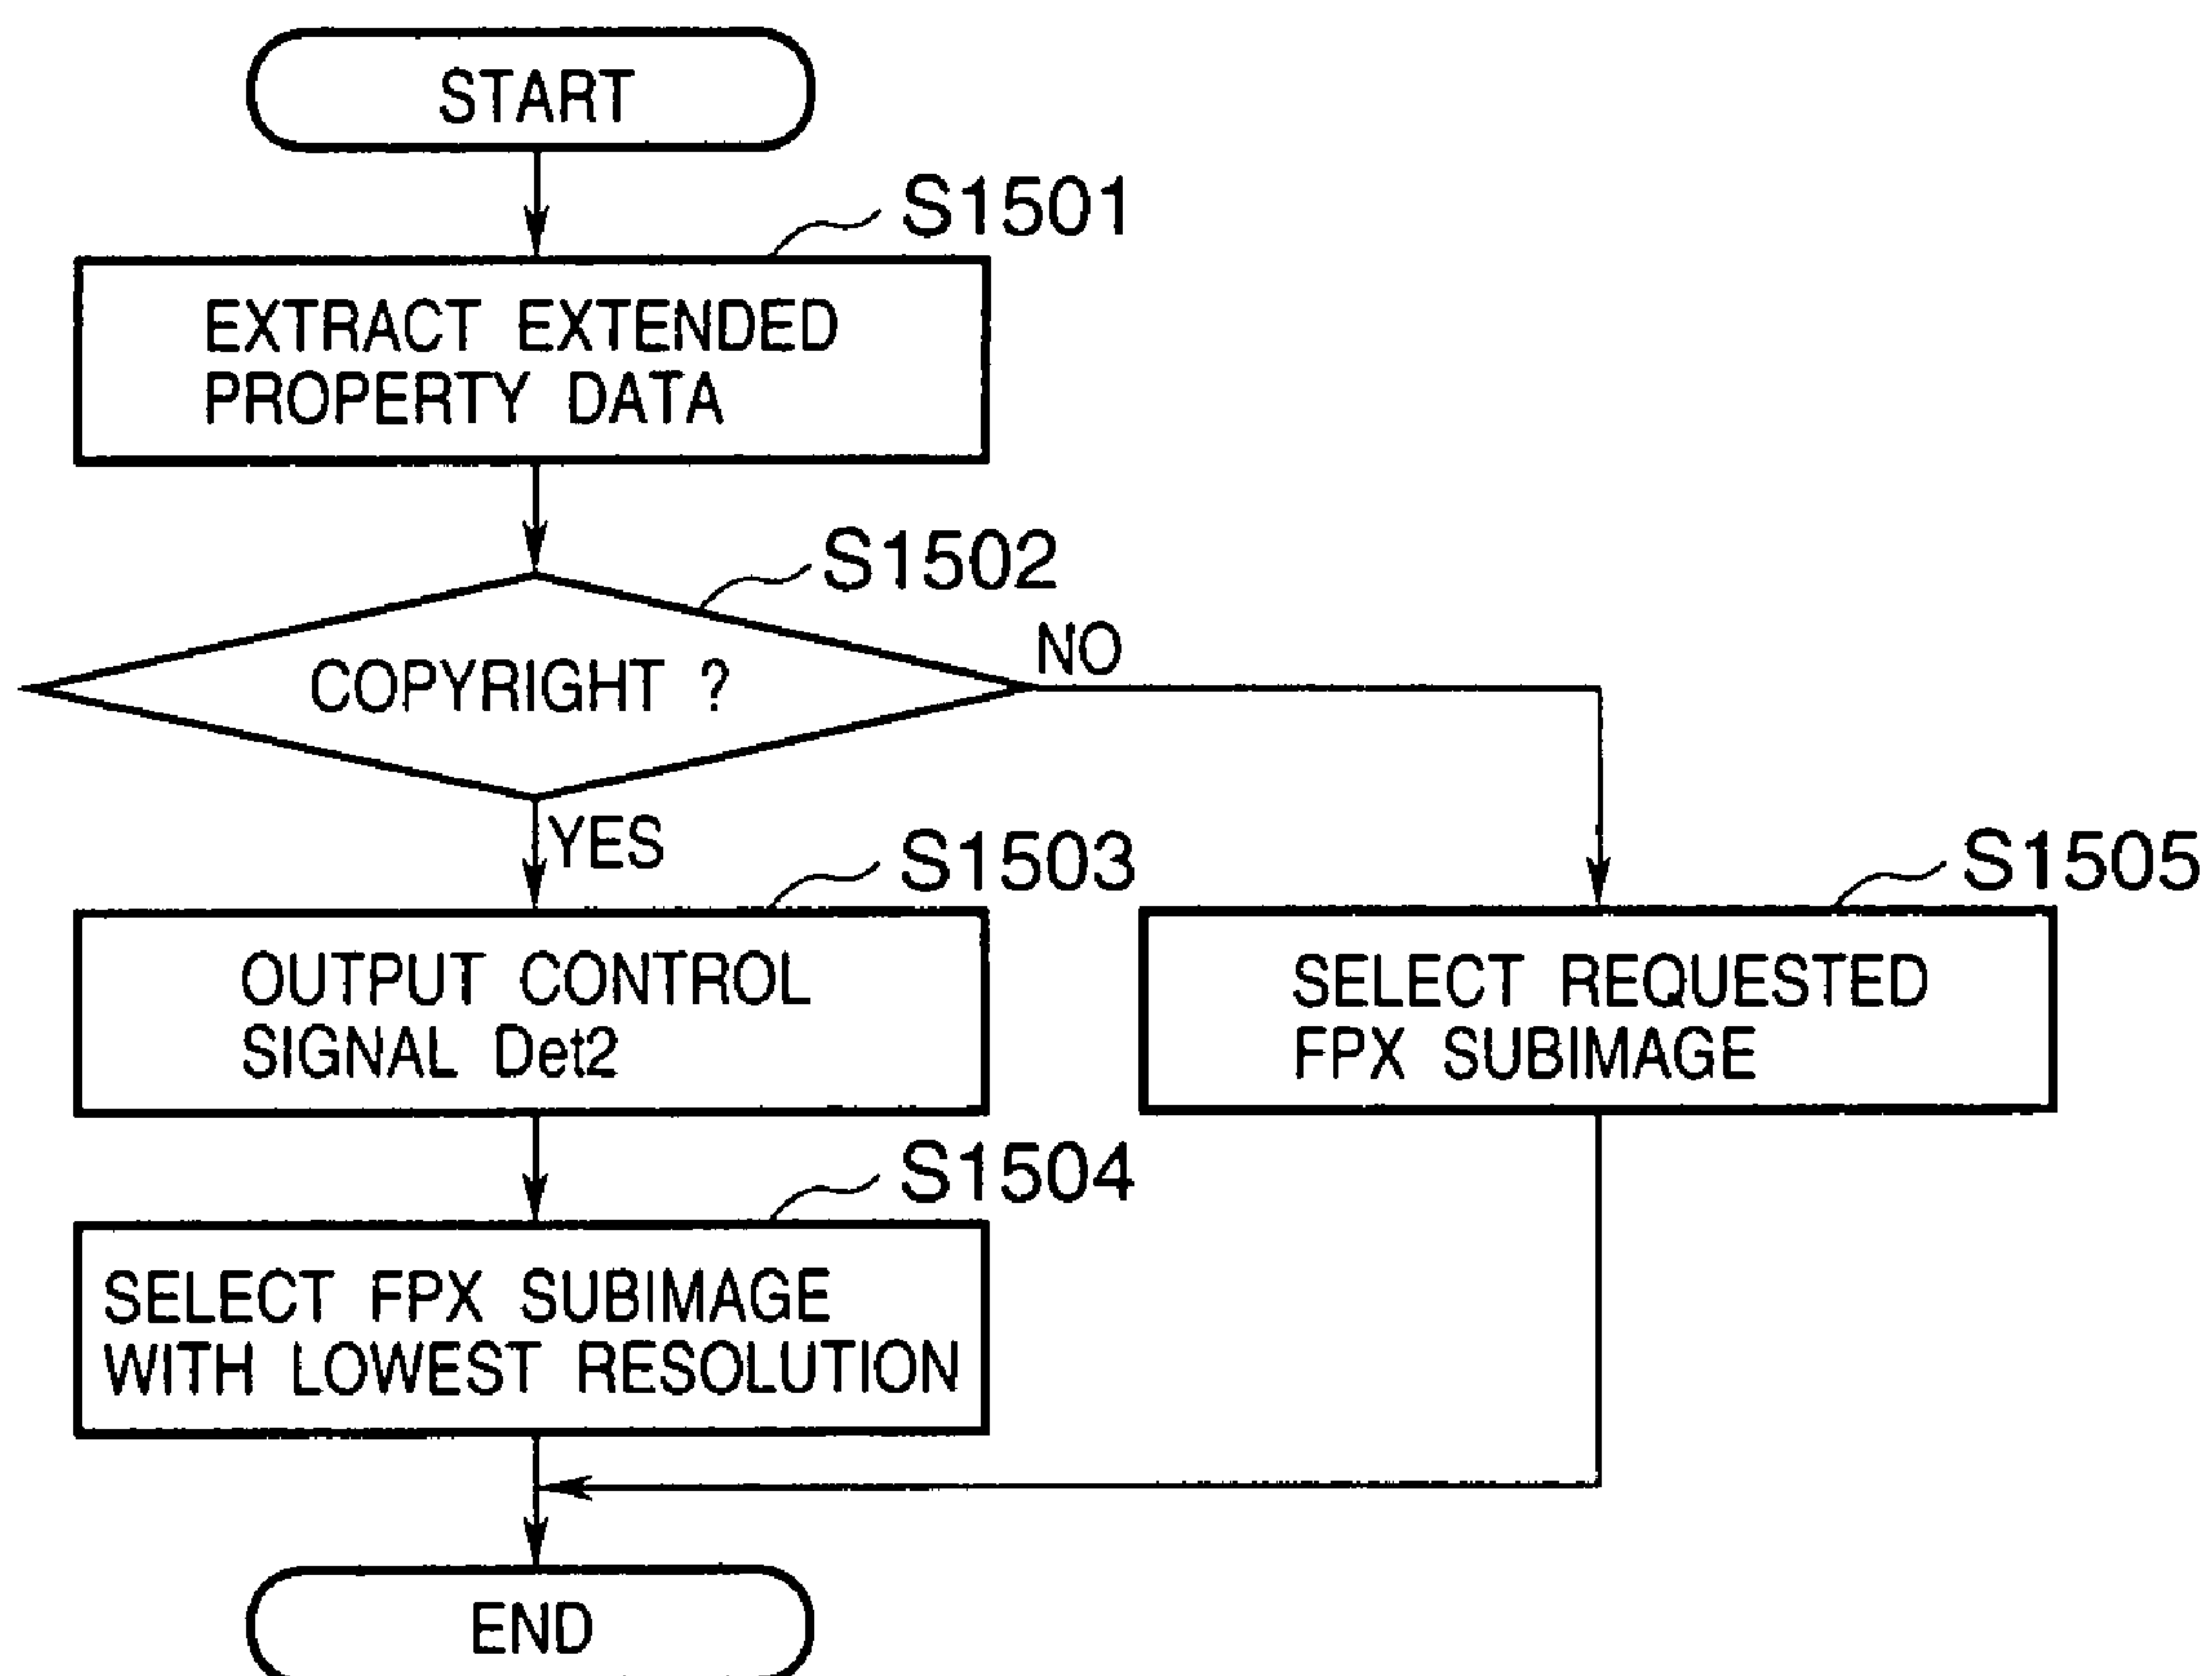 START
S1501
EXTRACT EXTENDED
PROPERTY DATA
S1502
COPYRIGHT ?
NO
YES
S1503
OUTPUT CONTROL
SIGNAL Det2
S1505
SELECT REQUESTED
FPX SUBIMAGE
S1504
SELECT FPX SUBIMAGE
WITH LOWEST RESOLUTION
END